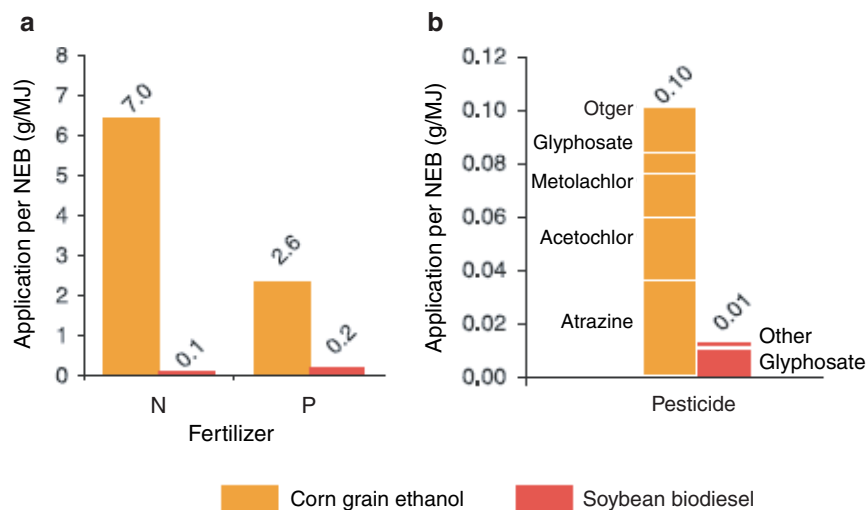 a
Application per NEB (g/MJ)
8
7
6
5
4
3
2
1
0
7.0
0.1
2.6
0.2
N
P
Fertilizer
b
Application per NEB (g/MJ)
0.12
0.10
0.08
0.06
0.04
0.02
0.00
0.10
Otger
Glyphosate
Metolachlor
Acetochlor
Atrazine
0.01
Other
Glyphosate
Pesticide
Corn grain ethanol
Soybean biodiesel